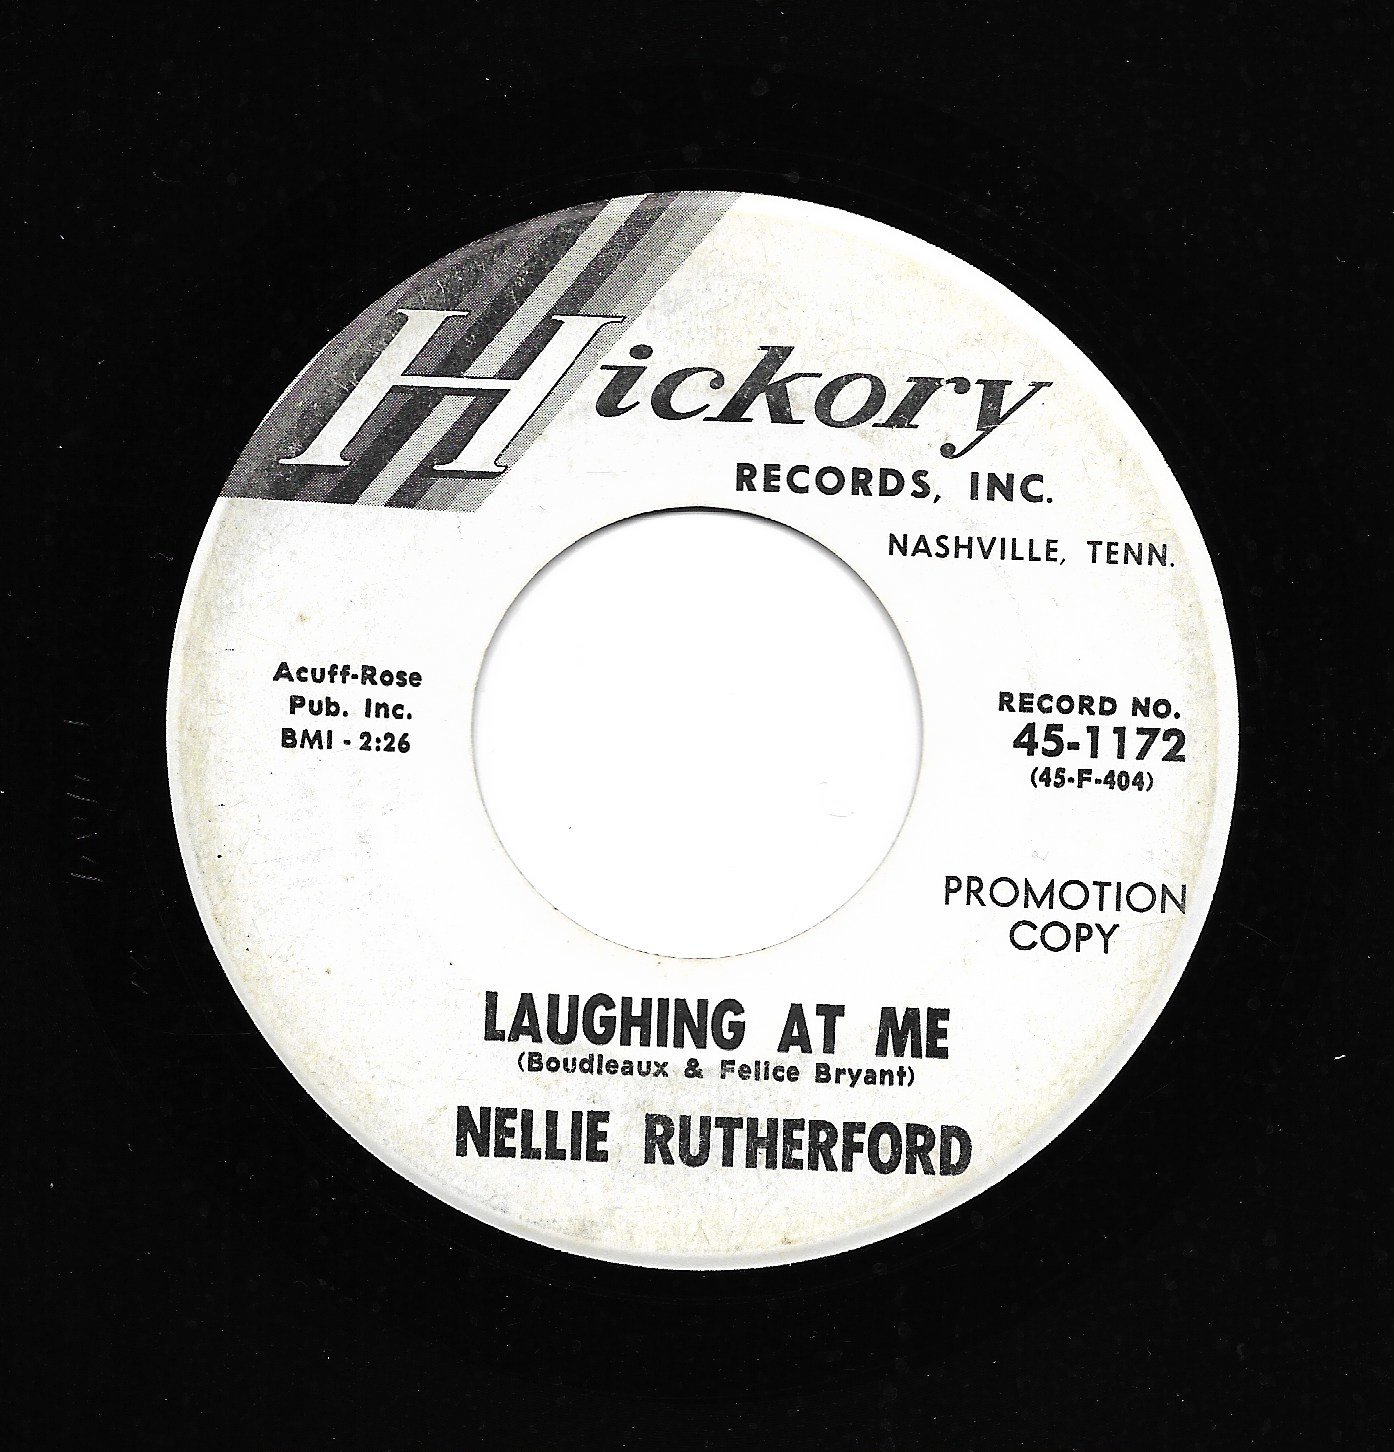 Hickory
RECORDS, INC.
NASHVILLE, TENN.
Acuff-Rose
Pub. Inc.
BMI - 2:26
RECORD NO.
45-1172
(45-F-404)
PROMOTION
COPY
LAUGHING AT ME
(Boudleaux & Felice Bryant)
NELLIE RUTHERFORD